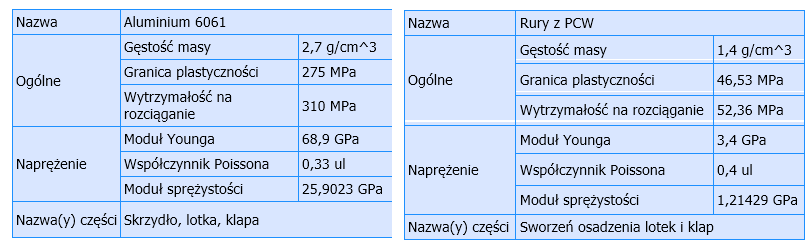 Nazwa Aluminium 6061
Ogólne Gęstość masy 2,7 g/cm^3
Granica plastyczności 275 MPa
Wytrzymałość na
rozciąganie 310 MPa
Naprężenie Moduł Younga 68,9 GPa
Współczynnik Poissona 0,33 ul
Moduł sprężystości 25,9023 GPa
Nazwa(y) części Skrzydło, lotka, klapa
Nazwa Rury z PCW
Ogólne Gęstość masy 1,4 g/cm^3
Granica plastyczności 46,53 MPa
Wytrzymałość na rozciąganie 52,36 MPa
Naprężenie Moduł Younga 3,4 GPa
Współczynnik Poissona 0,4 ul
Moduł sprężystości 1,21429 GPa
Nazwa(y) części Sworzeń osadzenia lotek i klap